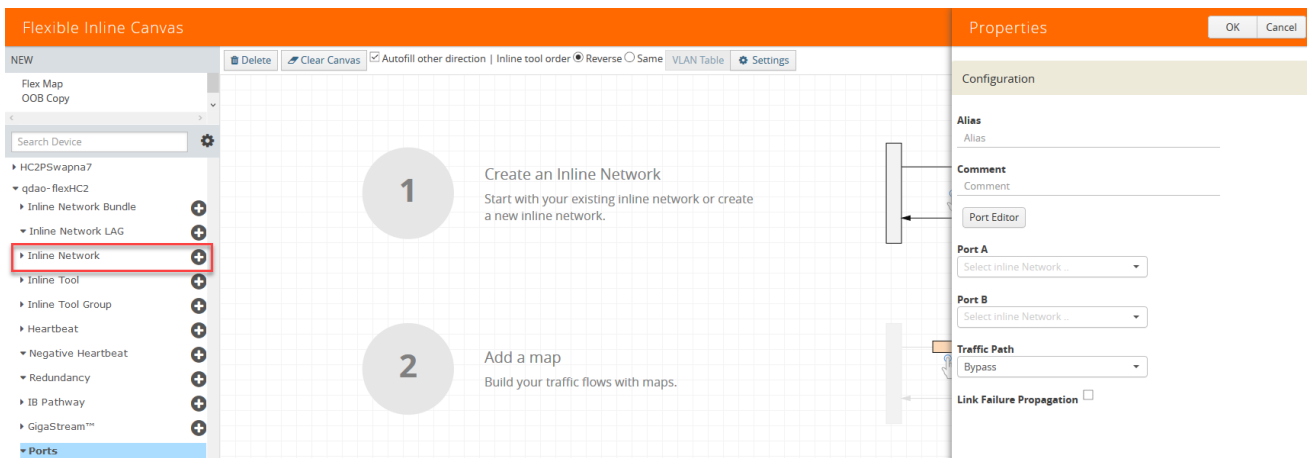 Flexible Inline Canvas
Properties
OK
Cancel
NEW
Flex Map
OOB Copy
Delete
Clear Canvas
Autofill other direction | Inline tool order
Reverse
Same
VLAN Table
Settings
Search Device
HC2PSwapna7
qdao-flexHC2
Inline Network Bundle
Inline Network LAG
Inline Network
Inline Tool
Inline Tool Group
Heartbeat
Negative Heartbeat
Redundancy
IB Pathway
GigaStream™
Ports
1
Create an Inline Network
Start with your existing inline network or create
a new inline network.
2
Add a map
Build your traffic flows with maps.
Configuration
Alias
Alias
Comment
Comment
Port Editor
Port A
Select inline Network ..
Port B
Select inline Network ..
Traffic Path
Bypass
Link Failure Propagation